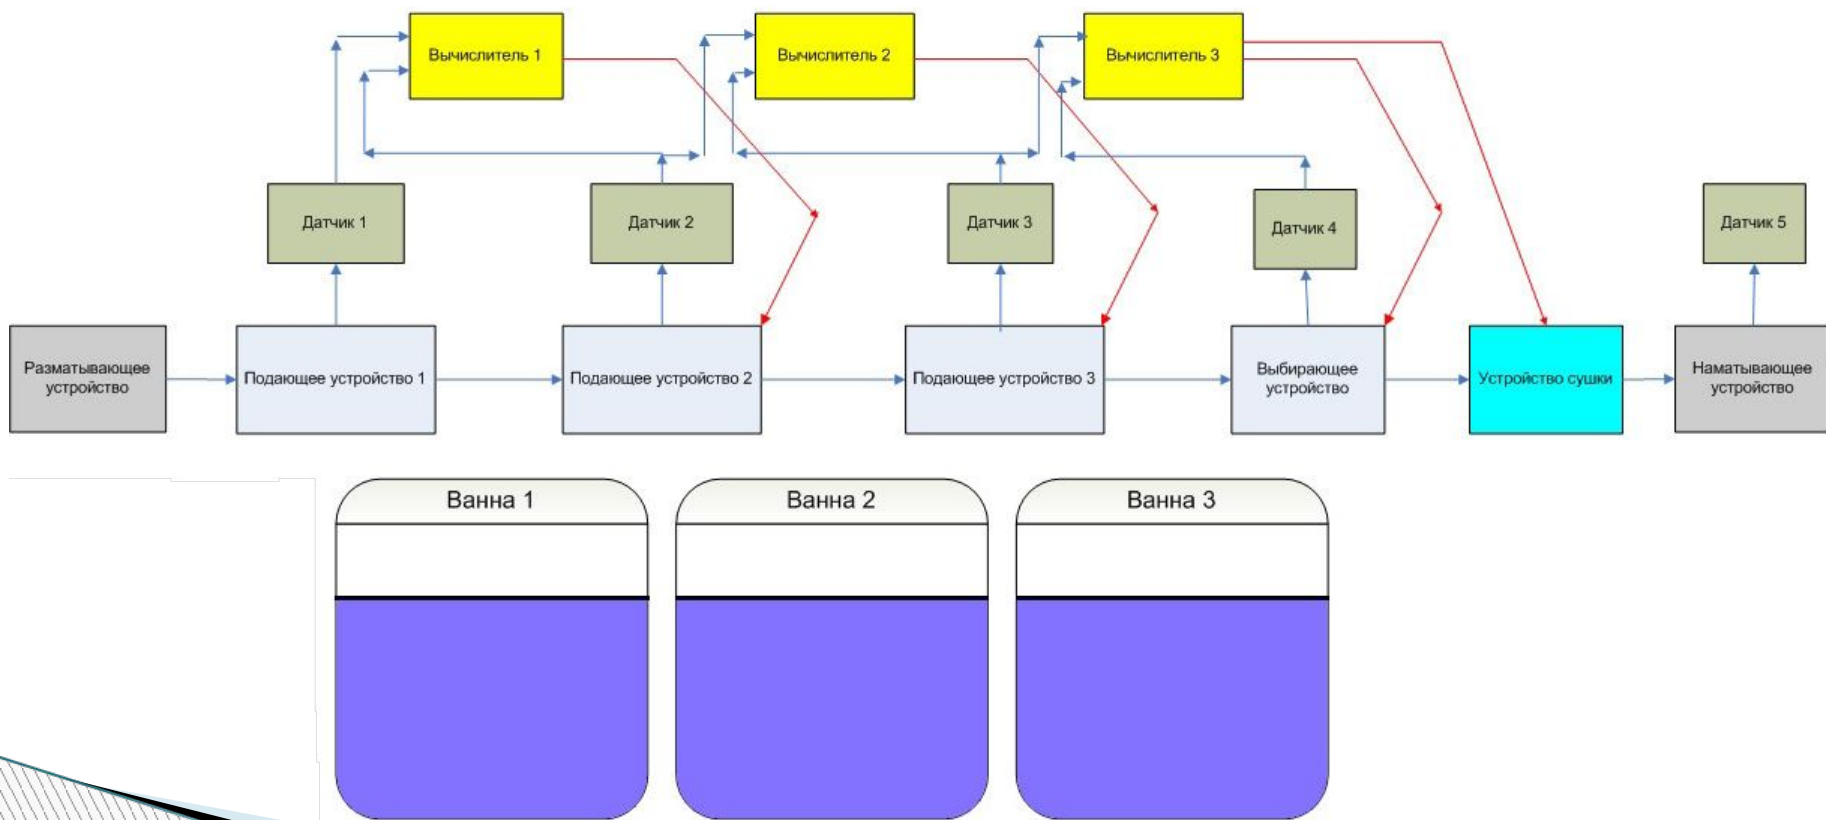 Вычислитель 1
Вычислитель 2
Вычислитель 3
Датчик 1
Датчик 2
Датчик 3
Датчик 4
Датчик 5
Разматывающее
устройство
Подающее устройство 1
Подающее устройство 2
Подающее устройство 3
Выбирающее
устройство
Устройство сушки
Наматывающее
устройство
Ванна 1
Ванна 2
Ванна 3